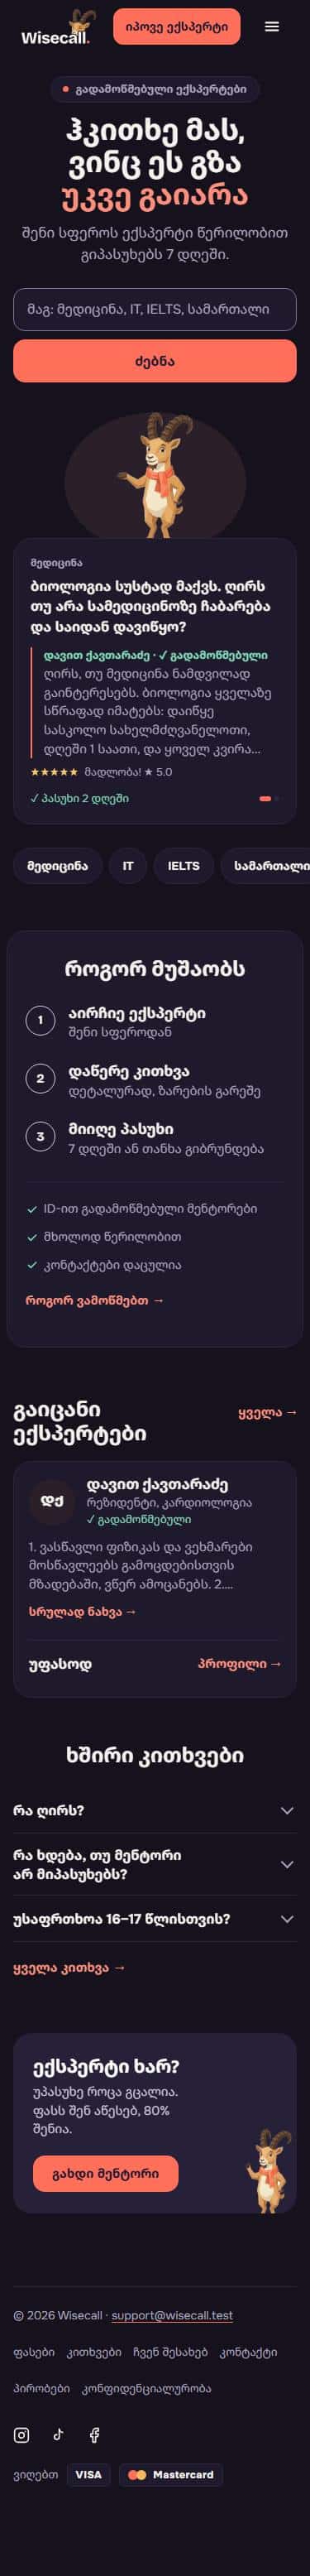 Wisecall.
იპოვე ექსპერტი
გადამოწმებული ექსპერტები
ჰკითხე მას,
ვინც ეს გზა
უკვე გაიარა
შენი სფეროს ექსპერტი წერილობით
გიპასუხებს 7 დღეში.
მაგ: მედიცინა, IT, IELTS, სამართალი
ძებნა
მედიცინა
ბიოლოგია სუსტად მაქვს. ღირს
თუ არა სამედიცინოზე ჩაბარება
და საიდან დავიწყო?
დავით ქავთარაძე · ✓ გადამოწმებული
ღირს, თუ მედიცინა ნამდვილად
გაინტერესებს. ბიოლოგია ყველაზე
სწრაფად იმატებს: დაიწყე
სასკოლო სახელმძღვანელოთი,
დღეში 1 საათი, და ყოველ კვირა...
★★★★★ მადლობა! ★ 5.0
✓ პასუხი 2 დღეში
მედიცინა
IT
IELTS
სამართალი
როგორ მუშაობს
1 აირჩიე ექსპერტი
შენი სფეროდან
2 დაწერე კითხვა
დეტალურად, ზარების გარეშე
3 მიიღე პასუხი
7 დღეში ან თანხა გიბრუნდება
✓ ID-ით გადამოწმებული მენტორები
✓ მხოლოდ წერილობით
✓ კონტაქტები დაცულია
როგორ ვამოწმებთ →
გაიცანი
ექსპერტები
ყველა →
დქ
დავით ქავთარაძე
რეზიდენტი, კარდიოლოგია
✓ გადამოწმებული
1. ვასწავლი ფიზიკას და ვეხმარები
მოსწავლეებს გამოცდებისთვის
მზადებაში, ვწერ ამოცანებს. 2....
სრულად ნახვა →
უფასოდ
პროფილი →
ხშირი კითხვები
რა ღირს?
რა ხდება, თუ მენტორი
არ მიპასუხებს?
უსაფრთხოა 16–17 წლისთვის?
ყველა კითხვა →
ექსპერტი ხარ?
უპასუხე როცა გცალია.
ფასს შენ აწესებ, 80%
შენია.
გახდი მენტორი
© 2026 Wisecall · support@wisecall.test
ფასები კითხვები ჩვენ შესახებ კონტაქტი
პირობები კონფიდენციალურობა
ვიღებთ VISA Mastercard